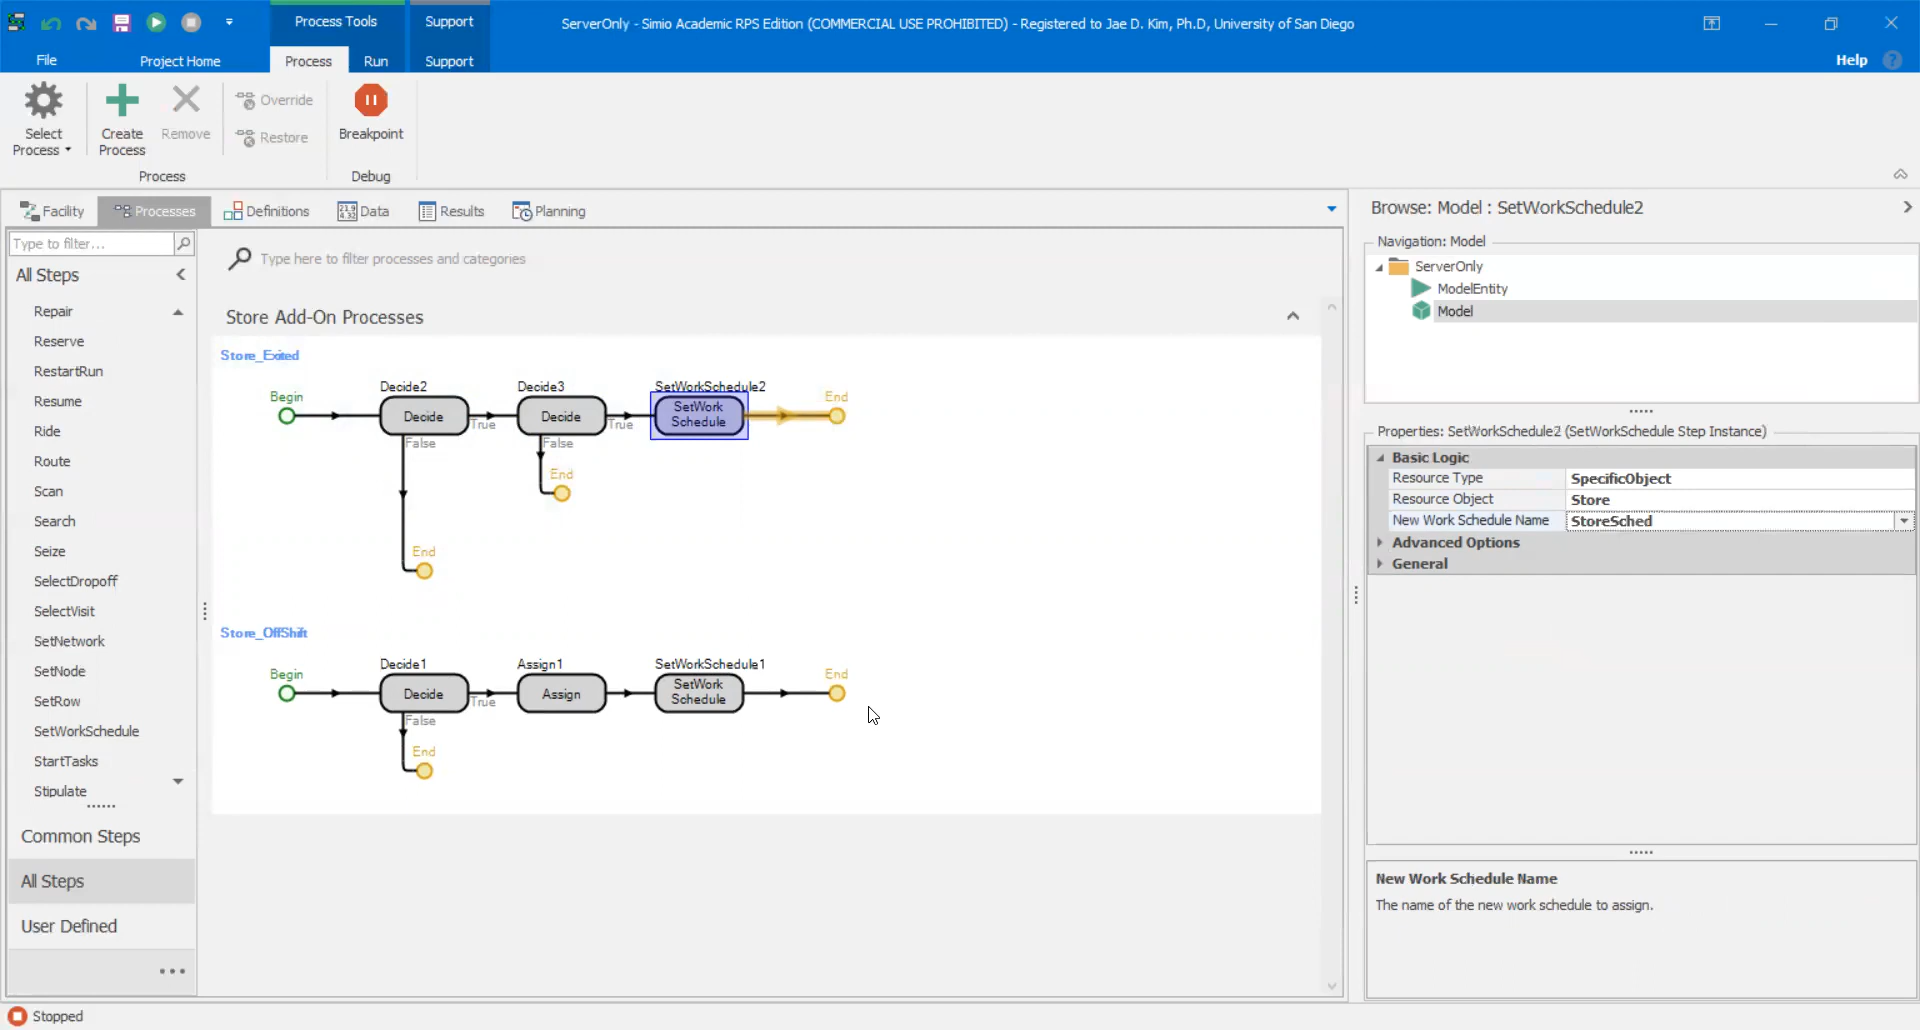 Process Tools
Support
ServerOnly - Simio Academic RPS Edition (COMMERCIAL USE PROHIBITED) - Registered to Jae D. Kim, Ph.D, University of San Diego
File
Project Home
Process
Run
Support
Help
?
Select Process
Create Process
Remove
Override
Restore
Breakpoint
Process
Debug
Facility
Processes
Definitions
Data
Results
Planning
Type to filter...
All Steps
Repair
Reserve
RestartRun
Resume
Ride
Route
Scan
Search
Seize
SelectDropoff
SelectVisit
SetNetwork
SetNode
SetRow
SetWorkSchedule
StartTasks
Stipulate
Common Steps
All Steps
User Defined
Type here to filter processes and categories
Store Add-On Processes
Store_Exited
Begin
Decide2
Decide
True
False
End
Decide3
Decide
True
False
End
SetWorkSchedule2
SetWork
Schedule
End
Store_OffShift
Begin
Decide1
Decide
True
False
End
Assign1
Assign
SetWorkSchedule1
SetWork
Schedule
End
Browse: Model : SetWorkSchedule2
Navigation: Model
ServerOnly
ModelEntity
Model
Properties: SetWorkSchedule2 (SetWorkSchedule Step Instance)
Basic Logic
Resource Type SpecificObject
Resource Object Store
New Work Schedule Name StoreSched
Advanced Options
General
New Work Schedule Name
The name of the new work schedule to assign.
Stopped